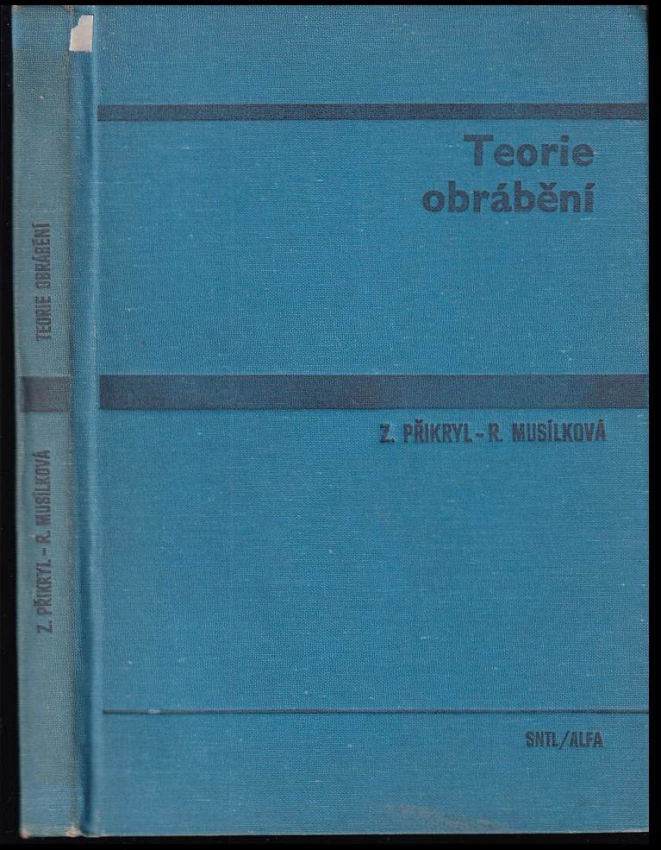 Teorie
obrábění
Z. PŘIKRYL – R. MUSÍLKOVÁ
SNTL/ALFA
TEORIE OBRÁBĚNÍ
Z. PŘIKRYL – R. MUSÍLKOVÁ